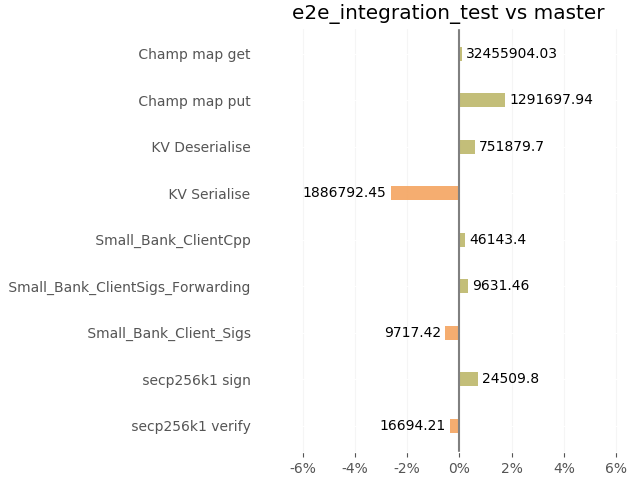 e2e_integration_test vs master
Champ map get 32455904.03
Champ map put 1291697.94
KV Deserialise 751879.7
KV Serialise 1886792.45
Small_Bank_ClientCpp 46143.4
Small_Bank_ClientSigs_Forwarding 9631.46
Small_Bank_Client_Sigs 9717.42
secp256k1 sign 24509.8
secp256k1 verify 16694.21
-6% -4% -2% 0% 2% 4% 6%